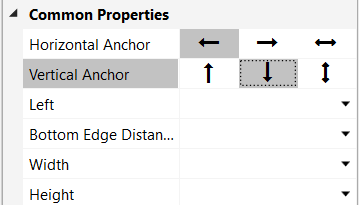 Common Properties
Horizontal Anchor
Vertical Anchor
Left
Bottom Edge Distan...
Width
Height